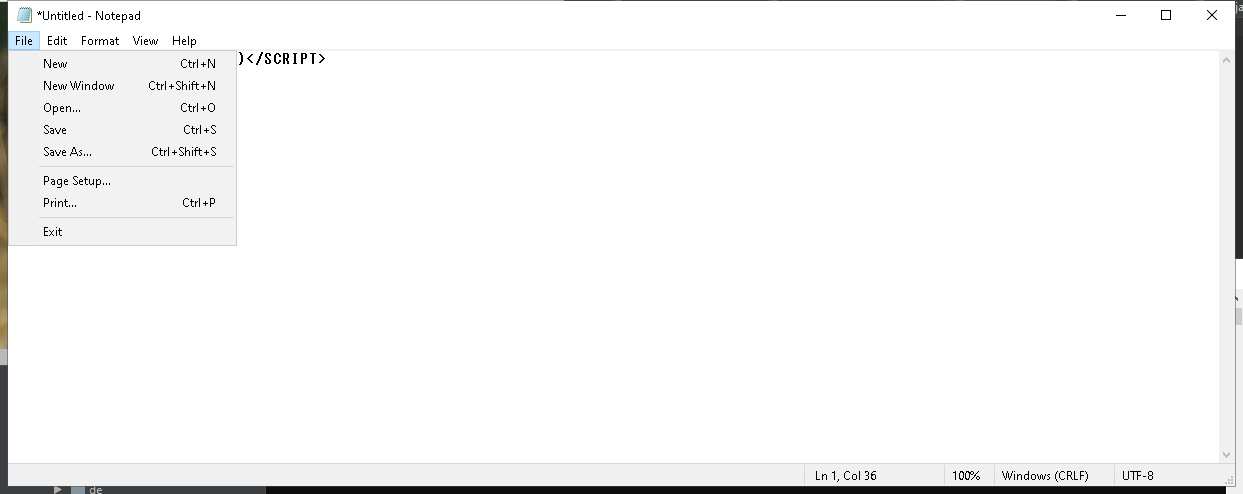 *Untitled - Notepad
File Edit Format View Help
)</SCRIPT>
New Ctrl+N
New Window Ctrl+Shift+N
Open... Ctrl+O
Save Ctrl+S
Save As... Ctrl+Shift+S
Page Setup...
Print... Ctrl+P
Exit
Ln 1, Col 36 100% Windows (CRLF) UTF-8
de